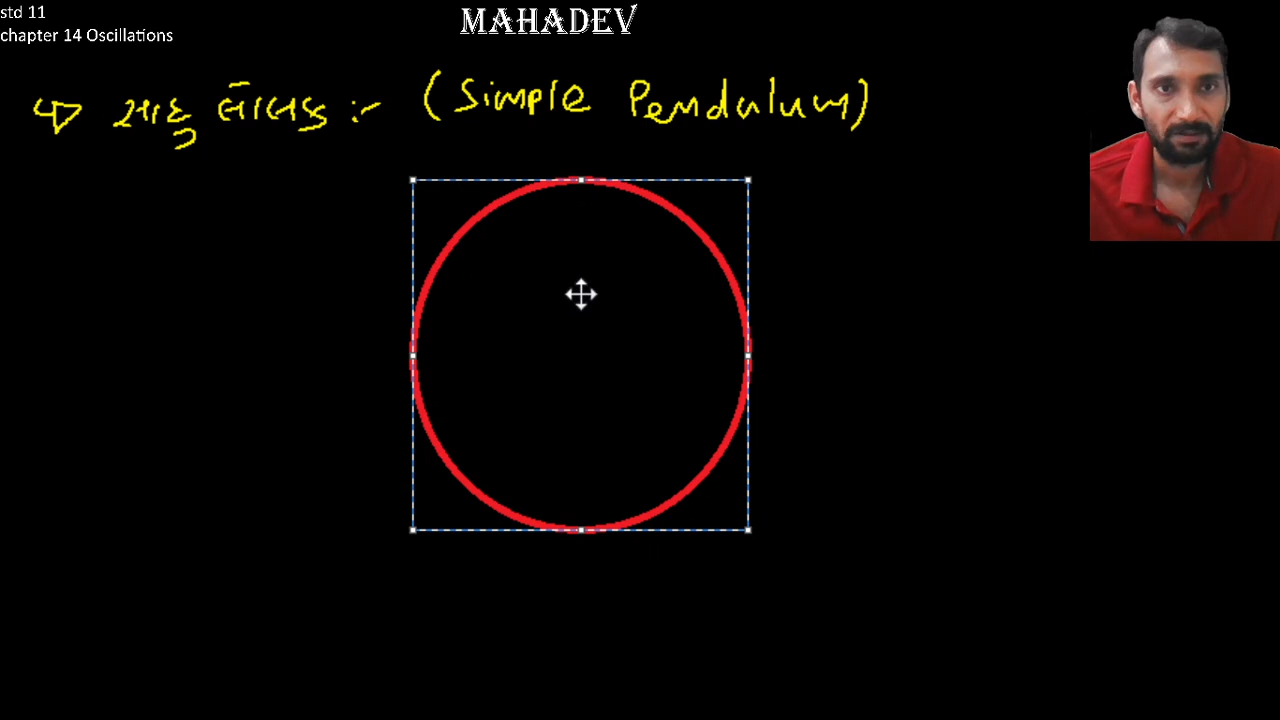 std 11
chapter 14 Oscillations
MAHADEV
સાદું લોલક :- (Simple Pendulum)